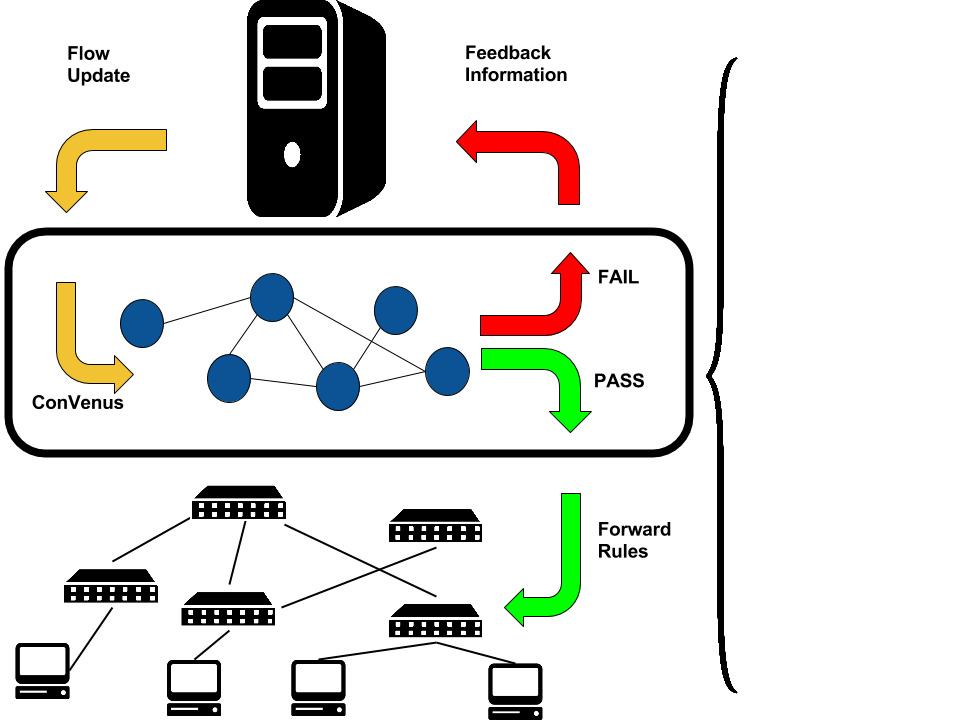 Flow
Update
Feedback
Information
FAIL
PASS
ConVenus
Forward
Rules